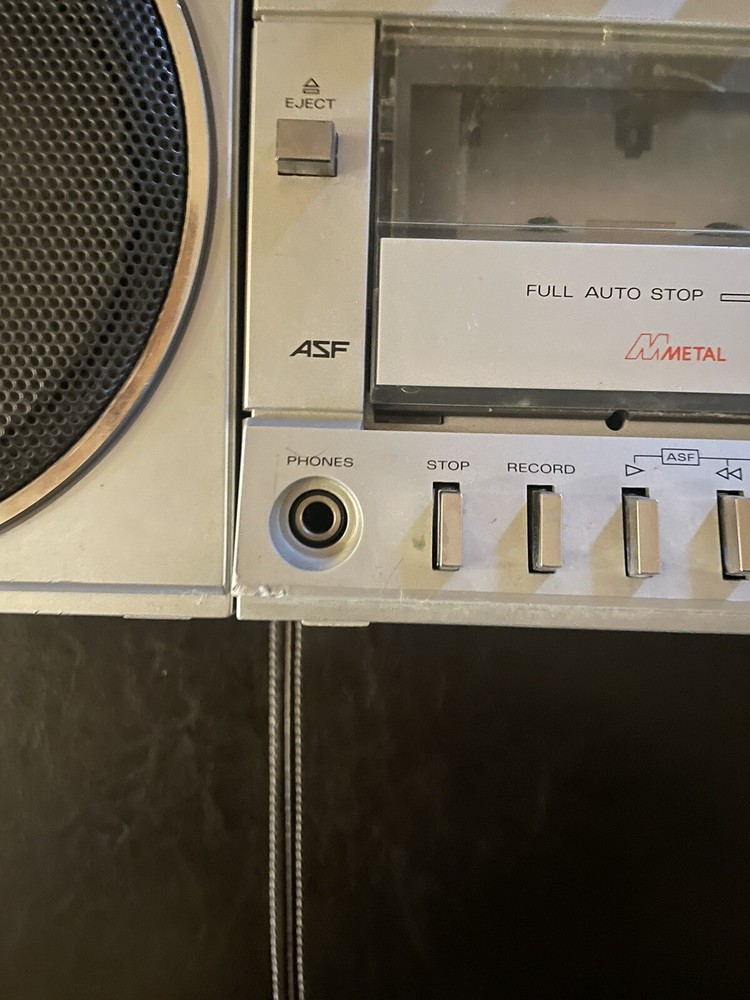 EJECT
FULL AUTO STOP
ASF
METAL
PHONES
STOP
RECORD
ASF